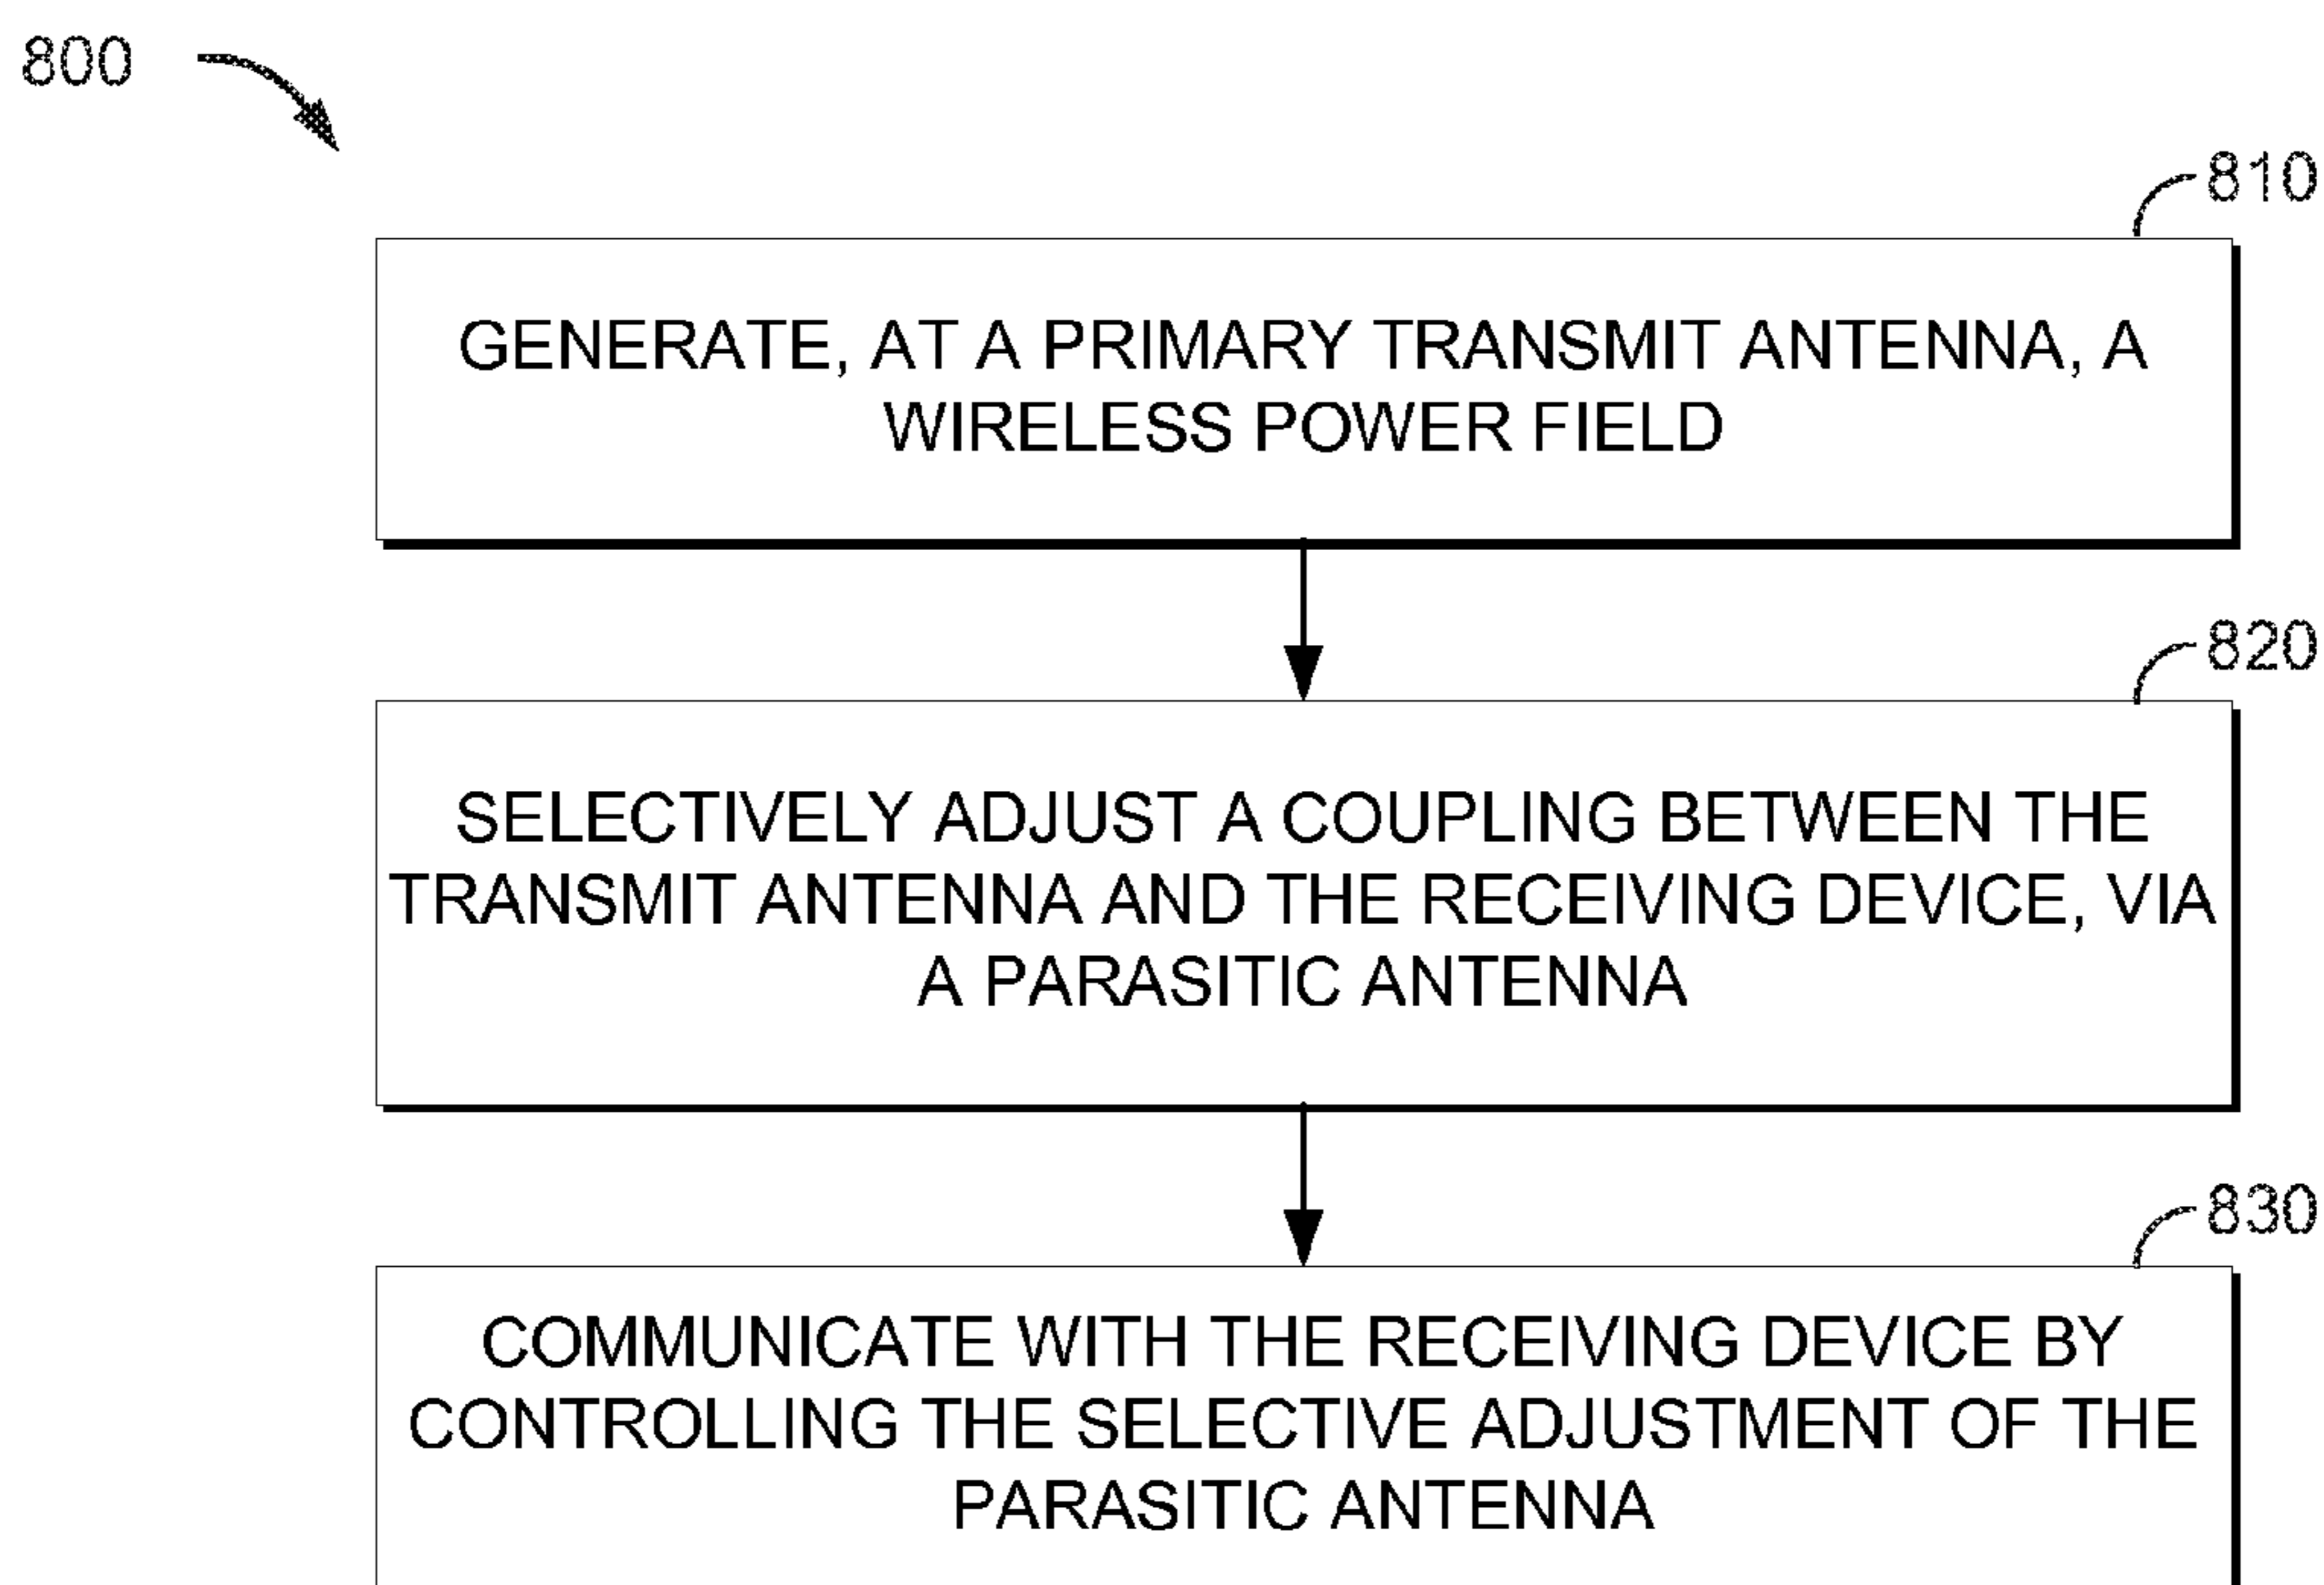 800
810
GENERATE, AT A PRIMARY TRANSMIT ANTENNA, A
WIRELESS POWER FIELD
820
SELECTIVELY ADJUST A COUPLING BETWEEN THE
TRANSMIT ANTENNA AND THE RECEIVING DEVICE, VIA
A PARASITIC ANTENNA
830
COMMUNICATE WITH THE RECEIVING DEVICE BY
CONTROLLING THE SELECTIVE ADJUSTMENT OF THE
PARASITIC ANTENNA